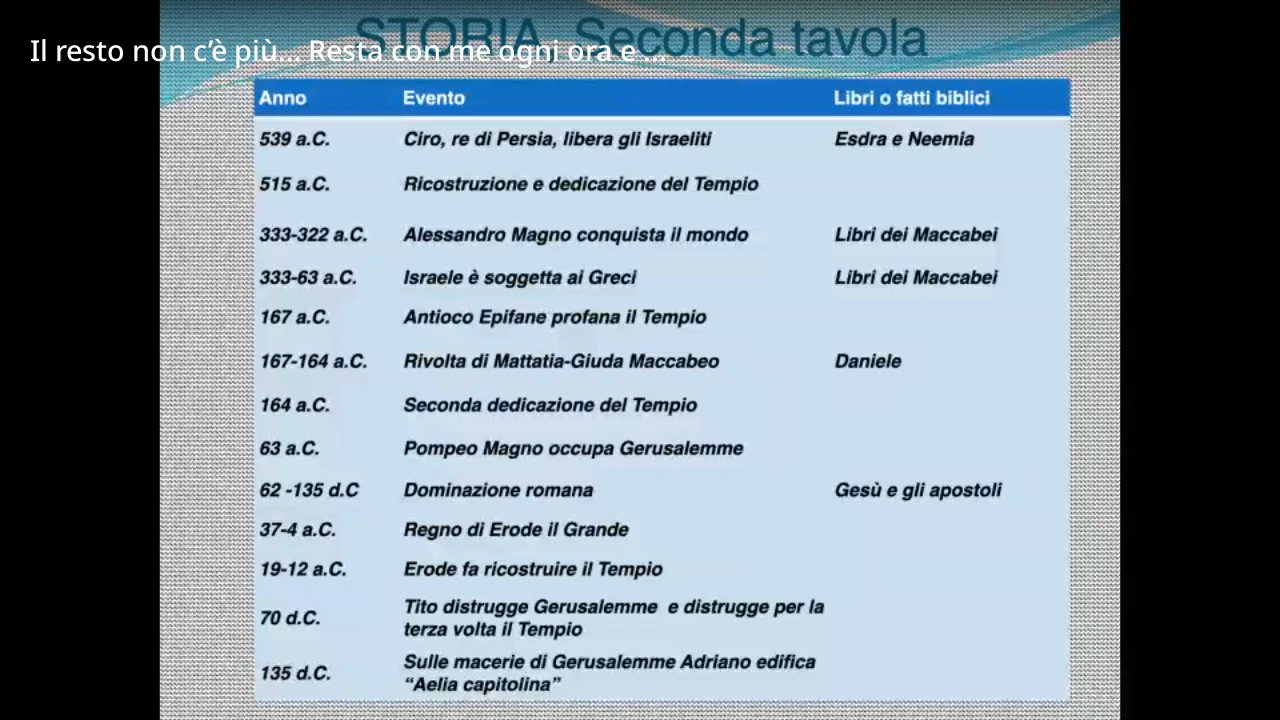 STORIA, Seconda tavola
Il resto non c'è più... Resta con me ogni ora e ...
Anno Evento Libri o fatti biblici
539 a.C. Ciro, re di Persia, libera gli Israeliti Esdra e Neemia
515 a.C. Ricostruzione e dedicazione del Tempio
333-322 a.C. Alessandro Magno conquista il mondo Libri dei Maccabei
333-63 a.C. Israele è soggetta ai Greci Libri dei Maccabei
167 a.C. Antioco Epifane profana il Tempio
167-164 a.C. Rivolta di Mattatia-Giuda Maccabeo Daniele
164 a.C. Seconda dedicazione del Tempio
63 a.C. Pompeo Magno occupa Gerusalemme
62 -135 d.C Dominazione romana Gesù e gli apostoli
37-4 a.C. Regno di Erode il Grande
19-12 a.C. Erode fa ricostruire il Tempio
70 d.C. Tito distrugge Gerusalemme e distrugge per la
terza volta il Tempio
135 d.C. Sulle macerie di Gerusalemme Adriano edifica
“Aelia capitolina”